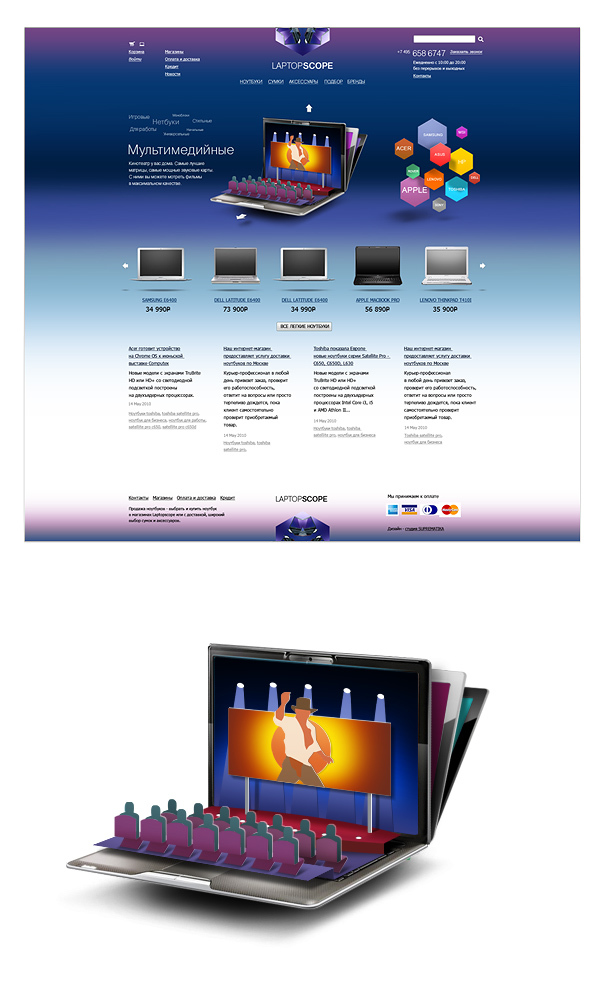 Корзина
Войти
Магазины
Оплата и доставка
Кредит
Новости
LAPTOPSCOPE
+7 495 658 6747 Заказать звонок
Ежедневно с 10:00 до 20:00
без перерывов и выходных
Контакты
НОУТБУКИ СУМКИ АКСЕССУАРЫ ПОДБОР БРЕНДЫ
Игровые
Нетбуки
Стильные
Для работы
Универсальные
Мультимедийные
Кинотеатр у вас дома. Самые лучшие
матрицы, самые мощные звуковые карты.
С ними вы можете смотреть фильмы
в максимальном качестве.
SAMSUNG
ACER
ASUS
LENOVO
APPLE
TOSHIBA
SONY
DELL
HP
SAMSUNG E6400
34 990Р
DELL LATITUDE E6400
73 900Р
DELL LATITUDE E6400
34 990Р
APPLE MACBOOK PRO
56 890Р
LENOVO THINKPAD T410I
35 900Р
ВСЕ ЛЕГКИЕ НОУТБУКИ
Acer готовит устройство
на Chrome OS к июньской
выставке Computex
Новые модели с экранами TruBrite
HD или HD+ со светодиодной
подсветкой построены
на двухъядерных процессорах.
14 May 2010
Ноутбуки toshiba, toshiba satellite pro,
ноутбуки для бизнеса, ноутбук для работы,
satellite pro c650, satellite pro c650d
Наш интернет-магазин
предоставляет услугу доставки
ноутбуков по Москве
Курьер-профессионал в любой
день привезет заказ, проверит
его работоспособность,
ответит на вопросы или просто
терпеливо дождется, пока
клиент самостоятельно
проверит приобретаемый
товар.
14 May 2010
Ноутбуки toshiba, toshiba
satellite pro,
Toshiba показала Европе
новые ноутбуки серии Satellite Pro -
C650, C650D, L630
Новые модели с экранами
TruBrite HD или HD+
со светодиодной подсветкой
построены на двухъядерных
процессорах Intel Core i3, i5
и AMD Athlon II...
14 May 2010
Ноутбуки toshiba, toshiba
satellite pro,
ноутбуки для бизнеса
Наш интернет-магазин
предоставляет услугу доставки
ноутбуков по Москве
Курьер-профессионал
в любой день привезет заказ,
проверит его
работоспособность, ответит
на вопросы или просто
терпеливо дождется, пока
клиент самостоятельно
проверит приобретаемый товар.
14 May 2010
Toshiba satellite pro,
ноутбуки для бизнеса
Контакты Магазины Оплата и доставка Кредит
Продажа ноутбуков - выбрать и купить ноутбук
в магазинах Laptopscope или с доставкой, широкий
выбор сумок и аксессуаров.
LAPTOPSCOPE
Мы принимаем к оплате
VISA
Дизайн - студия SUPREMATIKA